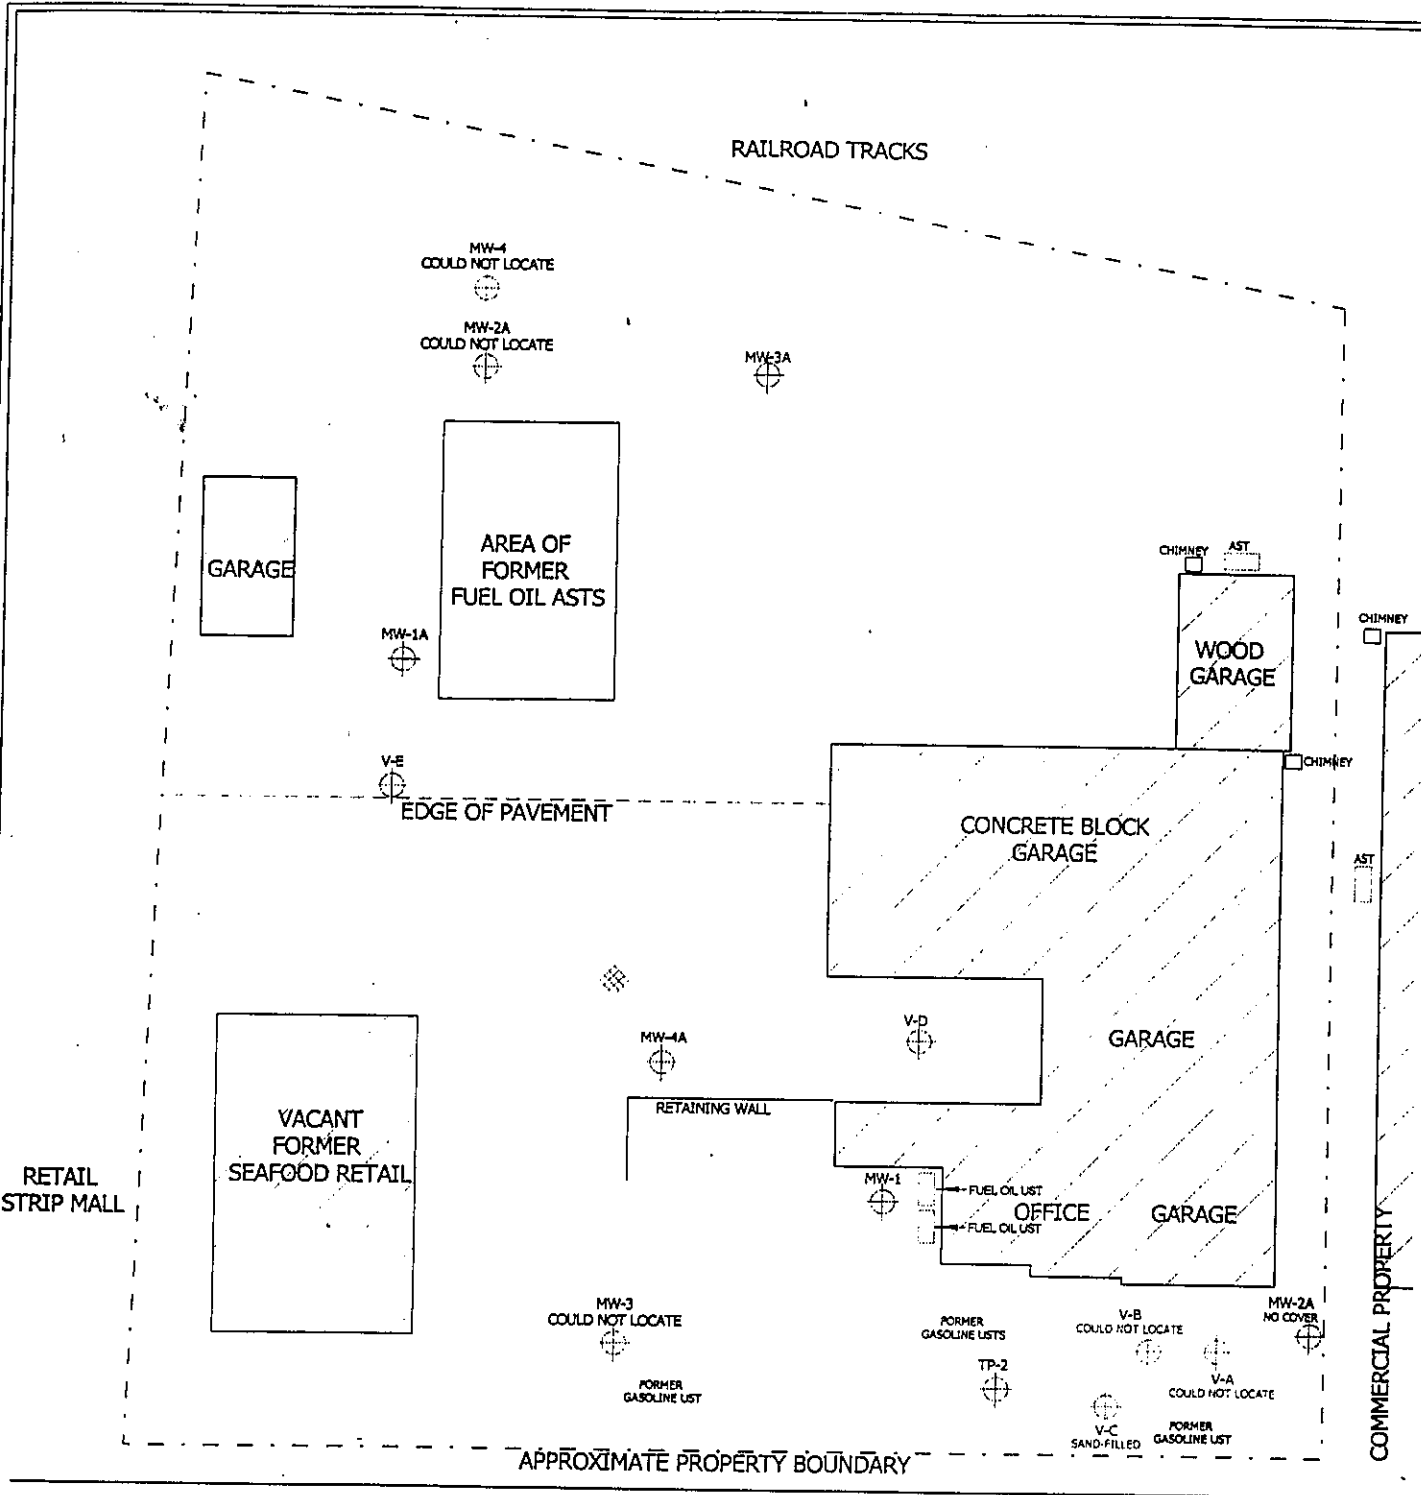 RAILROAD TRACKS
MW-4
COULD NOT LOCATE
MW-2A
COULD NOT LOCATE
MW-3A
AREA OF
FORMER
FUEL OIL ASTS
GARAGE
CHIMNEY
AST
CHIMNEY
MW-1A
WOOD
GARAGE
V-E
CHIMNEY
EDGE OF PAVEMENT
CONCRETE BLOCK
GARAGE
AST
V-D
MW-4A
GARAGE
RETAINING WALL
VACANT
FORMER
SEAFOOD RETAIL
RETAIL
STRIP MALL
MW-1
FUEL OIL UST
OFFICE
GARAGE
FUEL OIL UST
COMMERCIAL PROPERTY
MW-3
COULD NOT LOCATE
FORMER
GASOLINE USTS
V-B
COULD NOT LOCATE
MW-2A
NO COVER
TP-2
V-A
COULD NOT LOCATE
FORMER
GASOLINE UST
V-C
SAND-FILLED
FORMER
GASOLINE UST
APPROXIMATE PROPERTY BOUNDARY